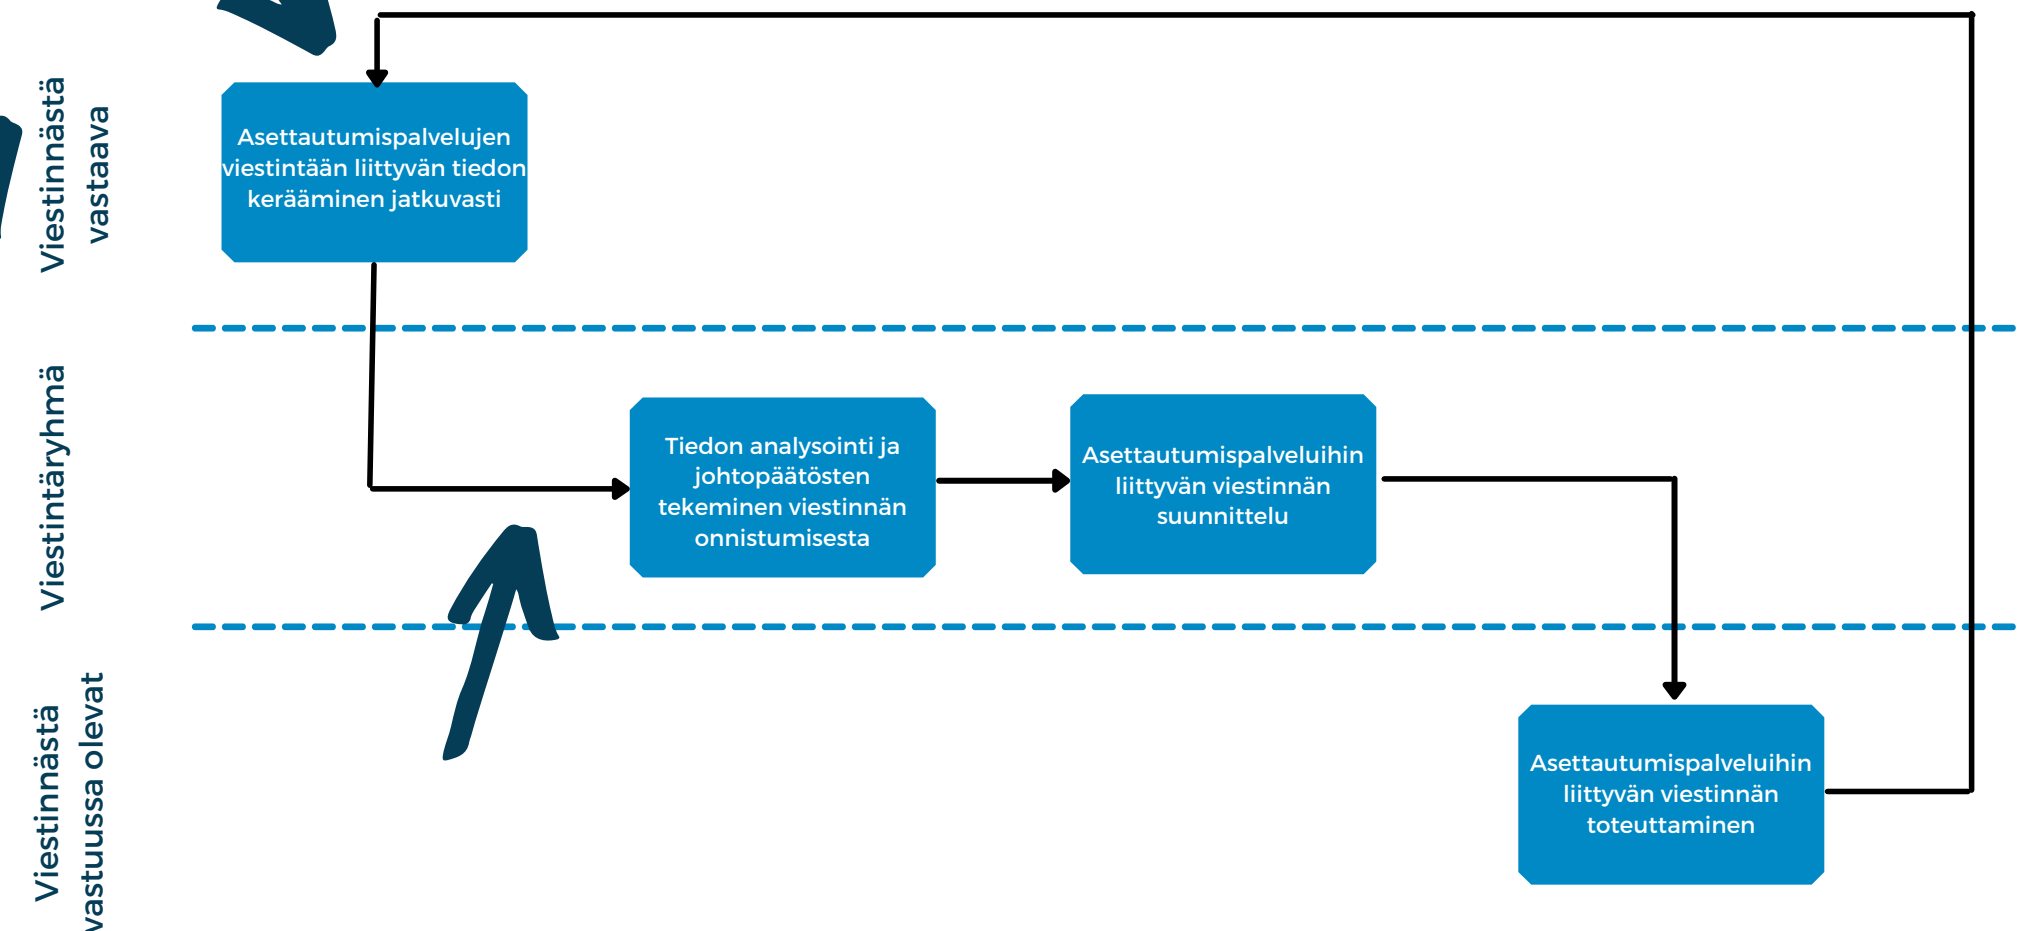 Viestinnästä
vastaava
Asettautumispalvelujen
viestintään liittyvän tiedon
kerääminen jatkuvasti
Viestintäryhmä
Tiedon analysointi ja
johtopäätösten
tekeminen viestinnän
onnistumisesta
Asettautumispalveluihin
liittyvän viestinnän
suunnittelu
Viestinnästä
vastuussa olevat
Asettautumispalveluihin
liittyvän viestinnän
toteuttaminen